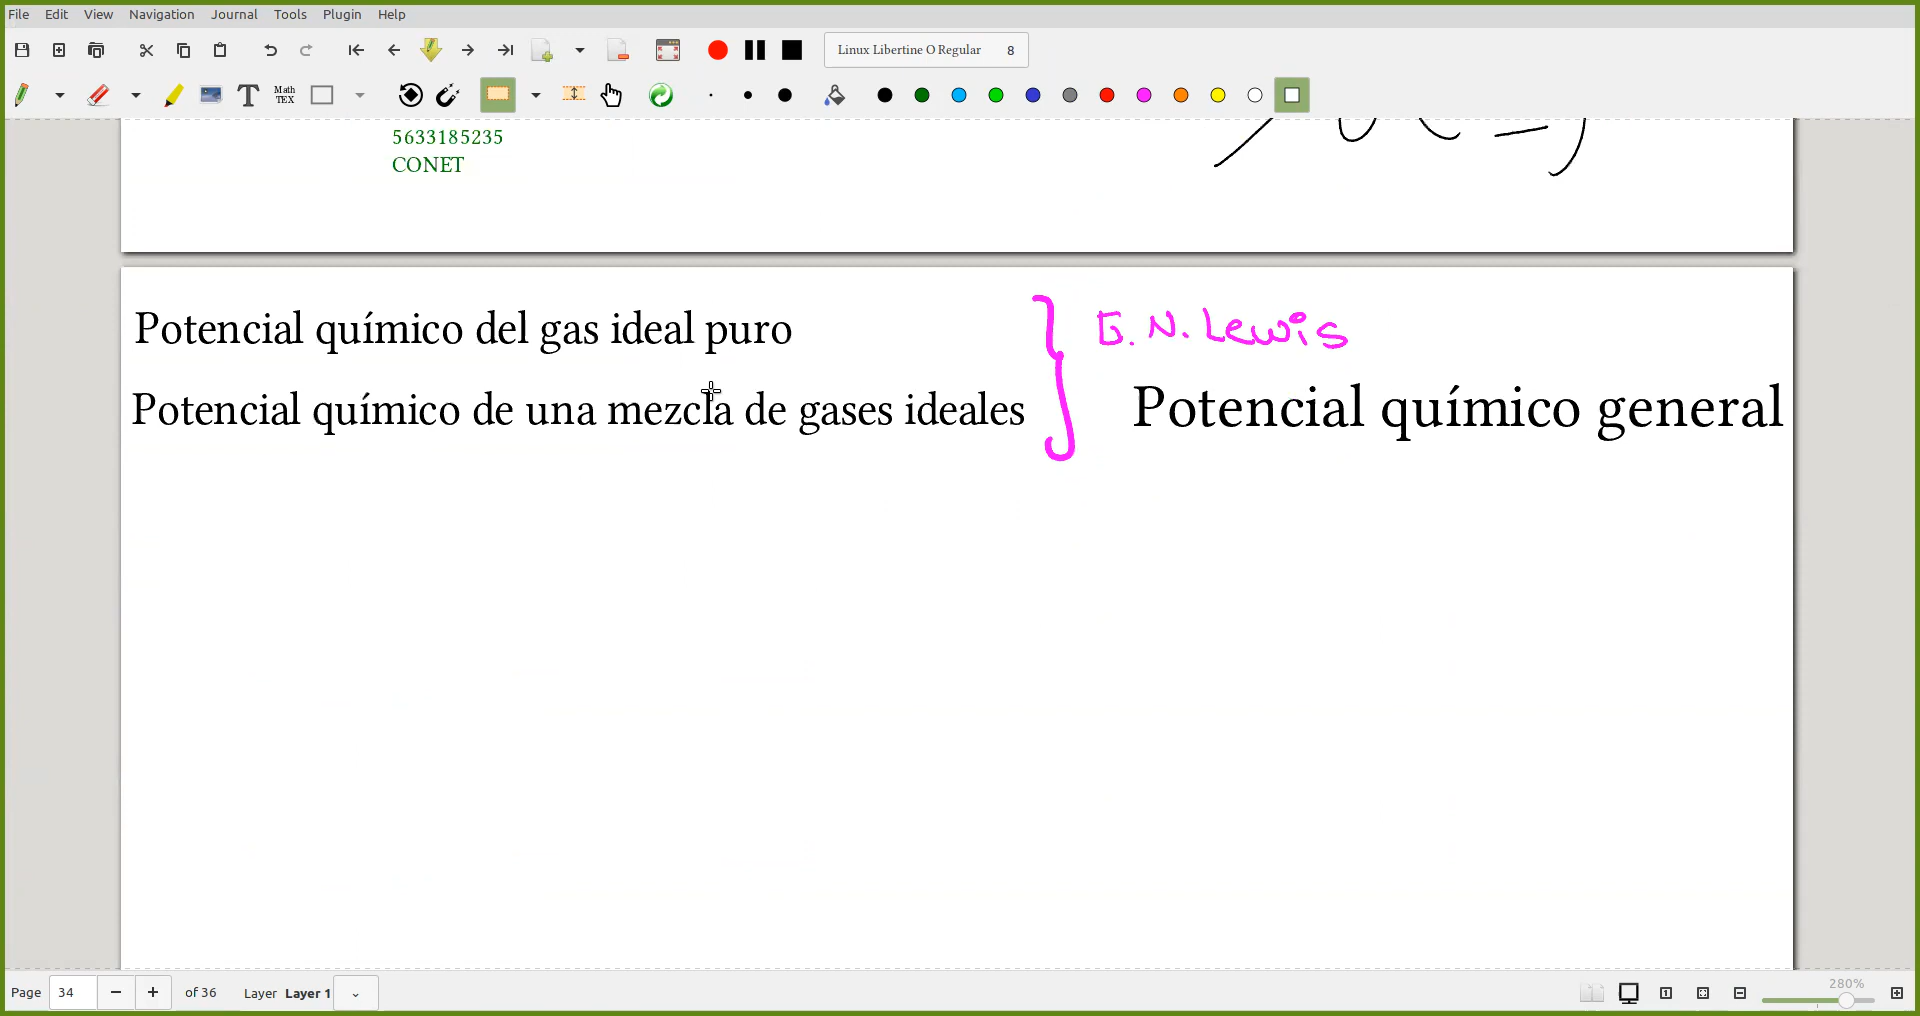 File Edit View Navigation Journal Tools Plugin Help
Linux Libertine O Regular 8
T Math TEX
5633185235
CONET
Potencial químico del gas ideal puro
G. N. Lewis
Potencial químico de una mezcla de gases ideales
Potencial químico general
Page 34 of 36 Layer Layer 1
280%